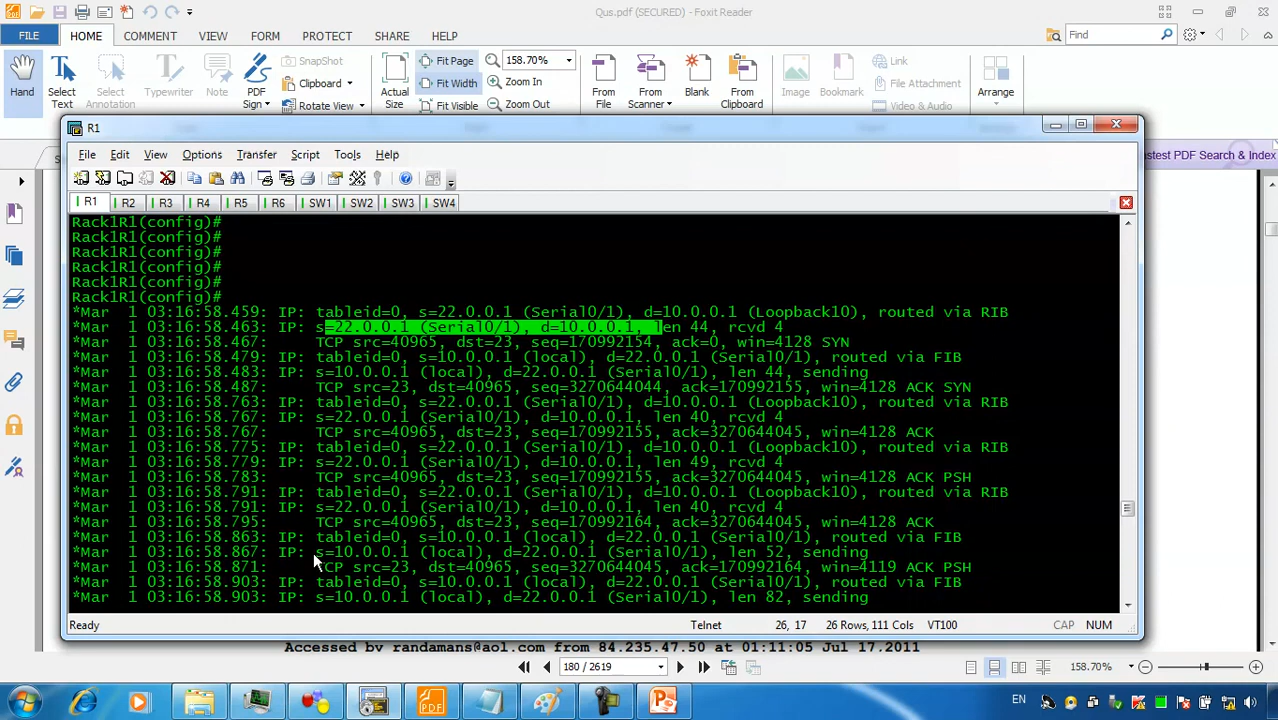 Qus.pdf (SECURED) - Foxit Reader
FILE HOME COMMENT VIEW FORM PROTECT SHARE HELP Find
Hand
Select Text
Select Annotation
Typewriter
Note
PDF Sign
SnapShot
Clipboard
Rotate View
Actual Size
Fit Page
Fit Width
Fit Visible
158.70%
Zoom In
Zoom Out
From File
From Scanner
Blank
From Clipboard
Image
Bookmark
Link
File Attachment
Video & Audio
Arrange
R1
File Edit View Options Transfer Script Tools Help
R1 R2 R3 R4 R5 R6 SW1 SW2 SW3 SW4
stest PDF Search & Index
Rack1R1(config)#
Rack1R1(config)#
Rack1R1(config)#
Rack1R1(config)#
Rack1R1(config)#
Rack1R1(config)#
*Mar  1 03:16:58.459: IP: tableid=0, s=22.0.0.1 (Serial0/1), d=10.0.0.1 (Loopback10), routed via RIB
*Mar  1 03:16:58.463: IP: s=22.0.0.1 (Serial0/1), d=10.0.0.1, len 44, rcvd 4
*Mar  1 03:16:58.467:     TCP src=40965, dst=23, seq=170992154, ack=0, win=4128 SYN
*Mar  1 03:16:58.479: IP: tableid=0, s=10.0.0.1 (local), d=22.0.0.1 (Serial0/1), routed via FIB
*Mar  1 03:16:58.483: IP: s=10.0.0.1 (local), d=22.0.0.1 (Serial0/1), len 44, sending
*Mar  1 03:16:58.487:     TCP src=23, dst=40965, seq=3270644044, ack=170992155, win=4128 ACK SYN
*Mar  1 03:16:58.763: IP: tableid=0, s=22.0.0.1 (Serial0/1), d=10.0.0.1 (Loopback10), routed via RIB
*Mar  1 03:16:58.767: IP: s=22.0.0.1 (Serial0/1), d=10.0.0.1, len 40, rcvd 4
*Mar  1 03:16:58.767:     TCP src=40965, dst=23, seq=170992155, ack=3270644045, win=4128 ACK
*Mar  1 03:16:58.775: IP: tableid=0, s=22.0.0.1 (Serial0/1), d=10.0.0.1 (Loopback10), routed via RIB
*Mar  1 03:16:58.779: IP: s=22.0.0.1 (Serial0/1), d=10.0.0.1, len 49, rcvd 4
*Mar  1 03:16:58.783:     TCP src=40965, dst=23, seq=170992155, ack=3270644045, win=4128 ACK PSH
*Mar  1 03:16:58.791: IP: tableid=0, s=22.0.0.1 (Serial0/1), d=10.0.0.1 (Loopback10), routed via RIB
*Mar  1 03:16:58.791: IP: s=22.0.0.1 (Serial0/1), d=10.0.0.1, len 40, rcvd 4
*Mar  1 03:16:58.795:     TCP src=40965, dst=23, seq=170992164, ack=3270644045, win=4128 ACK
*Mar  1 03:16:58.863: IP: tableid=0, s=10.0.0.1 (local), d=22.0.0.1 (Serial0/1), routed via FIB
*Mar  1 03:16:58.867: IP: s=10.0.0.1 (local), d=22.0.0.1 (Serial0/1), len 52, sending
*Mar  1 03:16:58.871:     TCP src=23, dst=40965, seq=3270644045, ack=170992164, win=4119 ACK PSH
*Mar  1 03:16:58.903: IP: tableid=0, s=10.0.0.1 (local), d=22.0.0.1 (Serial0/1), routed via FIB
*Mar  1 03:16:58.903: IP: s=10.0.0.1 (local), d=22.0.0.1 (Serial0/1), len 82, sending
Ready Telnet 26, 17 26 Rows, 111 Cols VT100 CAP NUM
Accessed by randamans@aol.com from 84.235.47.50 at 01:11:05 Jul 17,2011
180 / 2619 158.70%
EN